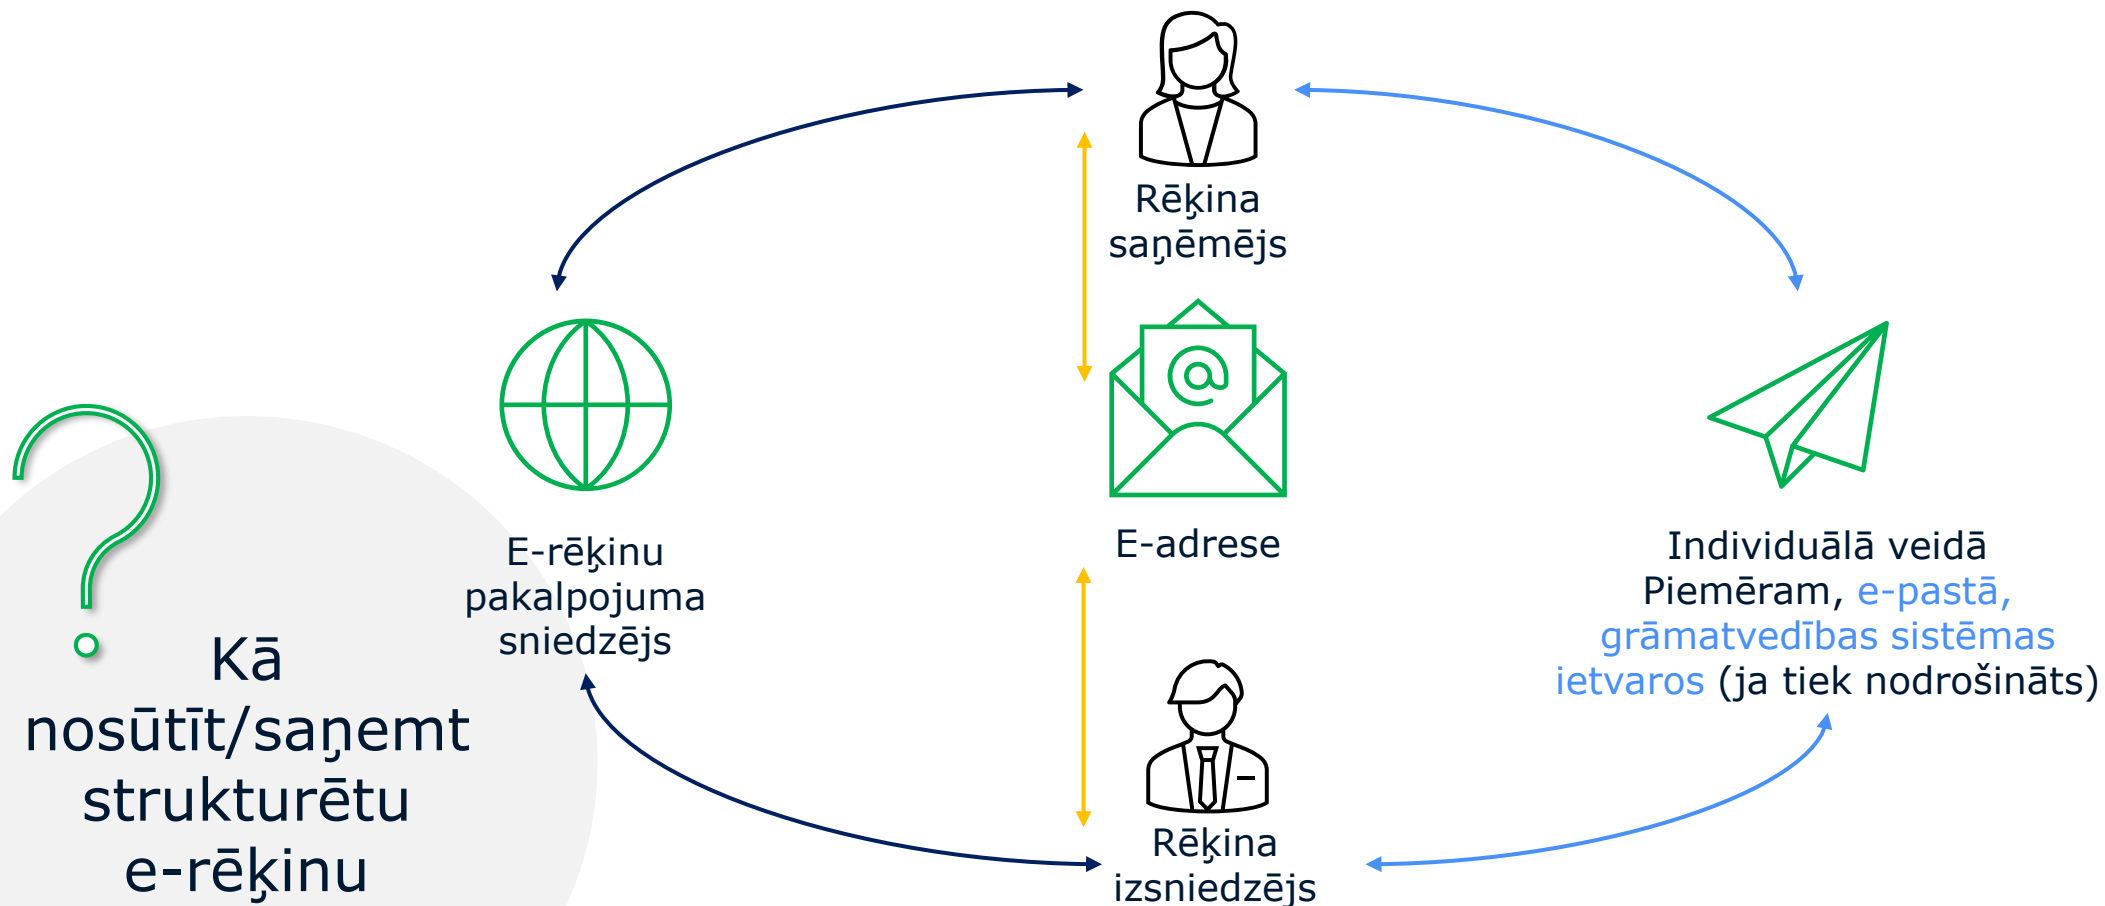 Kā
nosūtīt/saņemt
strukturētu
e-rēķinu
Rēķina
saņēmējs
E-rēķinu
pakalpojuma
sniedzējs
E-adrese
Individuālā veidā
Piemēram, e-pastā,
grāmatvedības sistēmas
ietvaros (ja tiek nodrošināts)
Rēķina
izsniedzējs